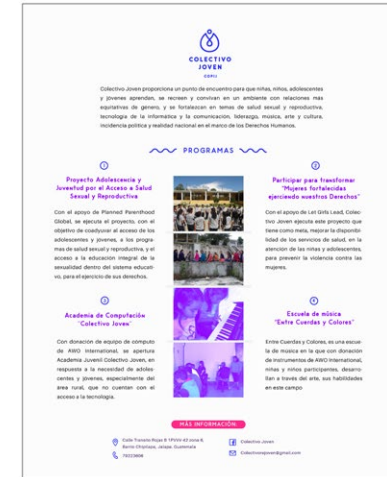 COLECTIVO
JOVEN
Colectivo Joven proporciona un punto de encuentro para que niñas, niños, adolescentes
y jóvenes aprenden, se recrean y convivan en un ambiente con relaciones más
equitativas de género, y se fortalezcan en temas de salud sexual y reproductiva,
tecnología de la informática y la comunicación, liderazgo, música, arte y cultura,
incidencia política y realidad nacional en el marco de los Derechos Humanos.
PROGRAMAS
1
Proyecto Adolescencia y
Juventud por el Acceso a Salud
Sexual y Reproductiva
Con el apoyo de Planned Parenthood
Global, se ejecuta el proyecto, con el
objetivo de coadyuvar al acceso de los
adolescentes y jóvenes, a los progra-
mas de salud sexual y reproductiva, y el
acceso a la educación integral de la
sexualidad dentro del sistema educati-
vo, para el ejercicio de sus derechos.
2
Participar para transformar
"Mujeres fortalecidas
ejerciendo nuestros Derechos"
Con el apoyo de Let Girls Lead, Colec-
tivo Joven ejecuta este proyecto que
tiene como meta, mejorar la disponibi-
lidad de los servicios de salud, en la
atención de las niñas y adolescentes,
para prevenir la violencia contra las
mujeres.
3
Academia de Computación
"Colectivo Joven"
Con donación de equipo de cómputo
de AWO International, se apertura
Academia Juvenil Colectivo Joven, en
respuesta a la necesidad de adoles-
centes y jóvenes, especialmente del
área rural, que no cuentan con el
acceso a la tecnología.
4
Escuela de música
"Entre Cuerdas y Colores"
Entre Cuerdas y Colores, es una escue-
la de música en la que con donación
de instrumentos de AWO International,
niñas y niños participantes, desarro-
llan a través del arte, sus habilidades
en este campo
MÁS INFORMACIÓN
Barrio Chipilapa, Jalapa, Guatemala
Colectivo Joven